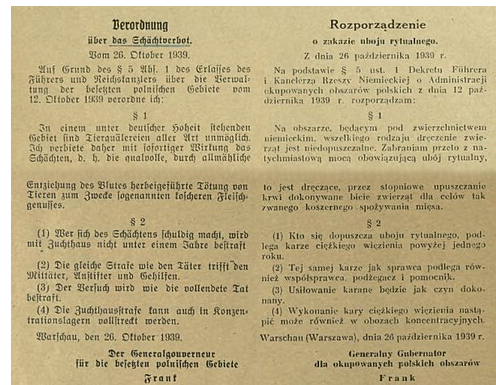 Verordnung
über das Schächtverbot.
Vom 26. Oktober 1939.
Auf Grund des § 5 Abs. 1 des Erlasses des
Führers und Reichskanzlers über die Verwal-
tung der besetzten polnischen Gebiete vom
12. Oktober 1939 verordne ich:
§ 1
In einem unter deutscher Hoheit stehenden
Gebiet sind Tierquälereien aller Art unmöglich.
Ich verbiete daher mit sofortiger Wirkung das
Schächten, d. h. die qualvolle, durch allmähliche
Entziehung des Blutes herbeigeführte Tötung von
Tieren zum Zwecke sogenannten koscheren Fleisch-
genusses.
§ 2
(1) Wer sich des Schächtens schuldig macht, wird
mit Zuchthaus nicht unter einem Jahre bestraft
(2) Die gleiche Strafe wie den Täter trifft den
Mittäter, Anstifter und Gehilfen.
(3) Der Versuch wird wie die vollendete Tat
bestraft.
(4) Die Zuchthausstrafe kann auch in Konzen-
trationslagern vollstreckt werden.
Warschau, den 26. Oktober 1939.
Der Generalgouverneur
für die besetzten polnischen Gebiete
Frank
Rozporządzenie
o zakazie uboju rytualnego.
Z dnia 26 października 1939 r.
Na podstawie § 5 ust. 1 Dekretu Führera
i Kanclerza Rzeszy Niemieckiej o Administracji
okupowanych obszarów polskich z dnia 12 paź-
dziernika 1939 r. rozporządzam:
§ 1
Na obszarze, będącym pod zwierzchnictwem
niemieckim, wszelkiego rodzaju dręczenie zwie-
rząt jest niedopuszczalne. Zabraniam przeto z na-
tychmiastową mocą obowiązującą ubój rytualny,
to jest dręczące, przez stopniowe upuszczanie
krwi dokonywane bicie zwierząt dla celów tak
zwanego koszernego spożywania mięsa.
§ 2
(1) Kto się dopuszcza uboju rytualnego, pod-
lega karze ciężkiego więzienia powyżej jednego
roku.
(2) Tej samej karze jak sprawca podlega rów-
nież współsprawca, podżegacz i pomocnik.
(3) Usiłowanie karane będzie jak czyn doko-
nany.
(4) Wykonanie kary ciężkiego więzienia nastą-
pić może również w obozach koncentracyjnych.
Warschau (Warszawa), dnia 26 października 1939 r.
Generalny Gubernator
dla okupowanych polskich obszarów
Frank